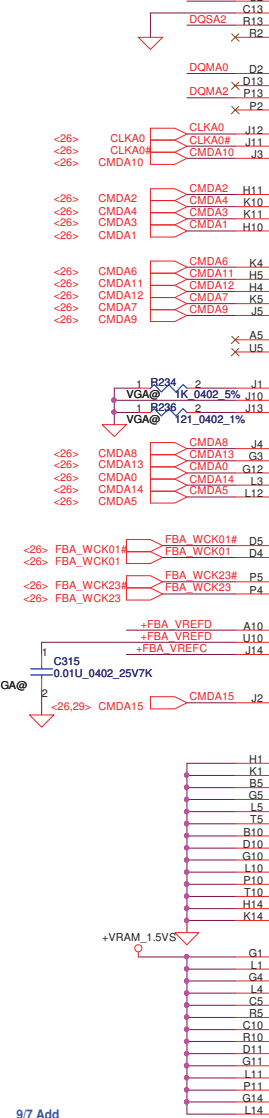 C13
DQSA2 R13
R2
DQMA0 D2
D13
DQMA2 P13
P2
<26> CLKA0 CLKA0 J12
<26> CLKA0# CLKA0# J11
<26> CMDA10 CMDA10 J3
<26> CMDA2 CMDA2 H11
<26> CMDA4 CMDA4 K10
<26> CMDA3 CMDA3 K11
<26> CMDA1 CMDA1 H10
<26> CMDA6 CMDA6 K4
<26> CMDA11 CMDA11 H5
<26> CMDA12 CMDA12 H4
<26> CMDA7 CMDA7 K5
<26> CMDA9 CMDA9 J5
A5
U5
1 R234 2 J1
VGA@ 1K_0402_5% J10
1 R236 2 J13
VGA@ 121_0402_1%
<26> CMDA8 CMDA8 J4
<26> CMDA13 CMDA13 G3
<26> CMDA0 CMDA0 G12
<26> CMDA14 CMDA14 L3
<26> CMDA5 CMDA5 L12
<26> FBA_WCK01# FBA_WCK01# D5
<26> FBA_WCK01 FBA_WCK01 D4
<26> FBA_WCK23# FBA_WCK23# P5
<26> FBA_WCK23 FBA_WCK23 P4
+FBA_VREFD A10
+FBA_VREFD U10
+FBA_VREFC J14
1
C315
0.01U_0402_25V7K
GA@
2
<26,29> CMDA15 CMDA15 J2
H1
K1
B5
G5
L5
T5
B10
D10
G10
L10
P10
T10
H14
K14
+VRAM_1.5VS
G1
L1
G4
L4
C5
R5
C10
R10
D11
G11
L11
P11
G14
L14
9/7 Add